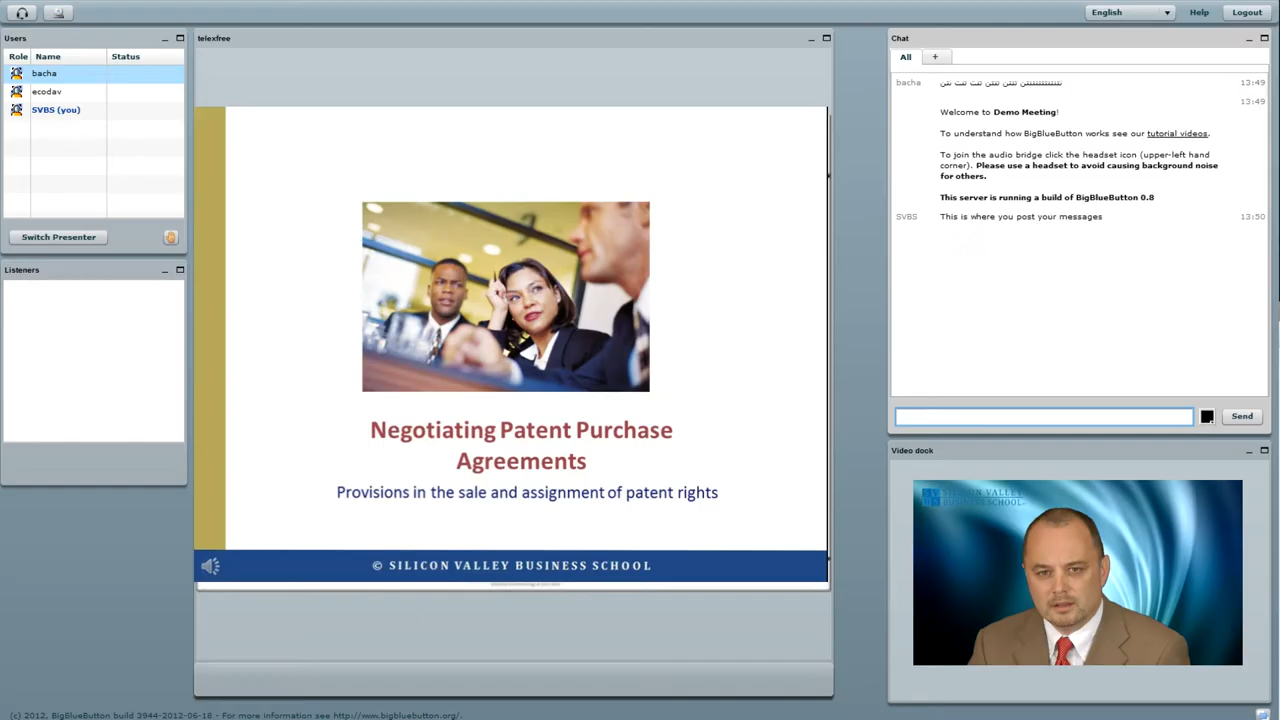 English
Help
Logout
Users
Role Name Status
bacha
ecodav
SVBS (you)
Switch Presenter
Listeners
telexfree
Negotiating Patent Purchase
Agreements
Provisions in the sale and assignment of patent rights
© SILICON VALLEY BUSINESS SCHOOL
Chat
All +
bacha 13:49
13:49
Welcome to Demo Meeting!
To understand how BigBlueButton works see our tutorial videos.
To join the audio bridge click the headset icon (upper-left hand
corner). Please use a headset to avoid causing background noise
for others.
This server is running a build of BigBlueButton 0.8
SVBS This is where you post your messages 13:50
Send
Video dock
SILICON VALLEY
BUSINESS SCHOOL
(c) 2012, BigBlueButton build 3944-2012-06-18 - For more information see http://www.bigbluebutton.org/.